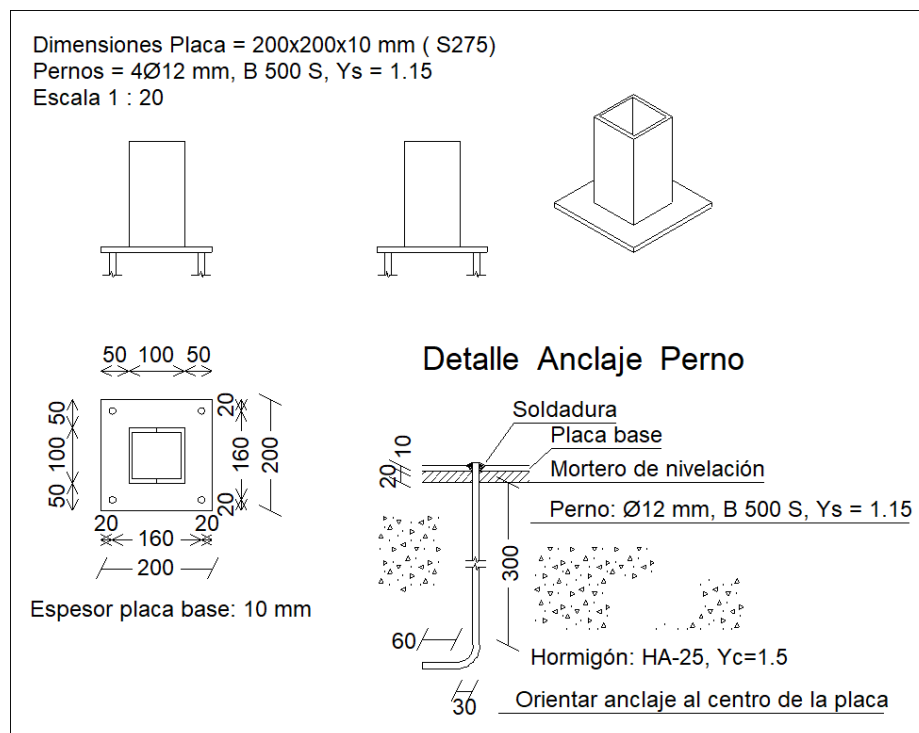 Dimensiones Placa = 200x200x10 mm ( S275)
Pernos = 4Ø12 mm, B 500 S, Ys = 1.15
Escala 1 : 20
50 100 50
50
100
50
20
160
20
200
20 160 20
200
Espesor placa base: 10 mm
Detalle Anclaje Perno
Soldadura
Placa base
Mortero de nivelación
Perno: Ø12 mm, B 500 S, Ys = 1.15
10
20
300
60
30
Hormigón: HA-25, Yc=1.5
Orientar anclaje al centro de la placa